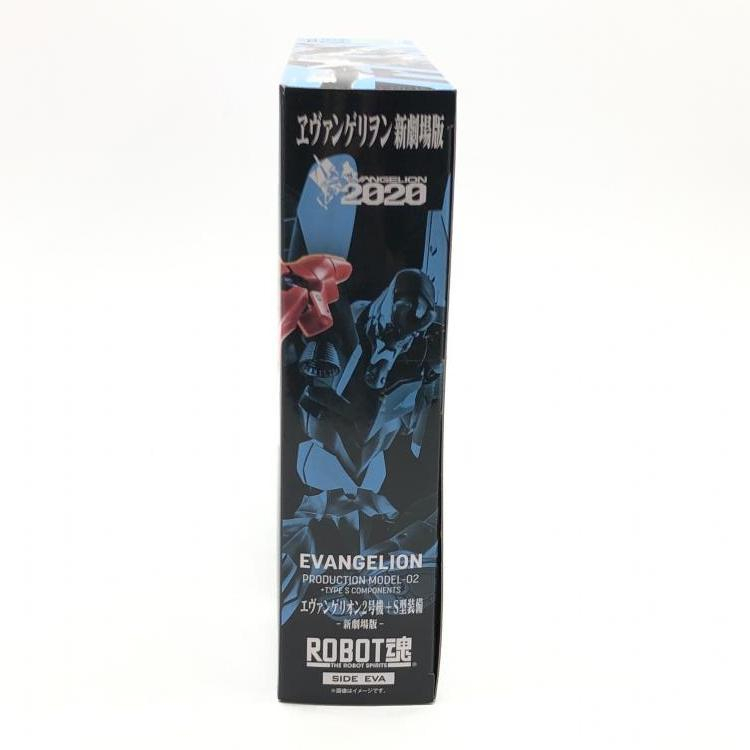 ヱヴァンゲリヲン新劇場版
EVANGELION
2020
EVANGELION
PRODUCTION MODEL-02
+TYPE S COMPONENTS
エヴァンゲリオン2号機+S型装備
-新劇場版-
ROBOT魂
THE ROBOT SPIRITS
SIDE EVA
※画像はイメージです。